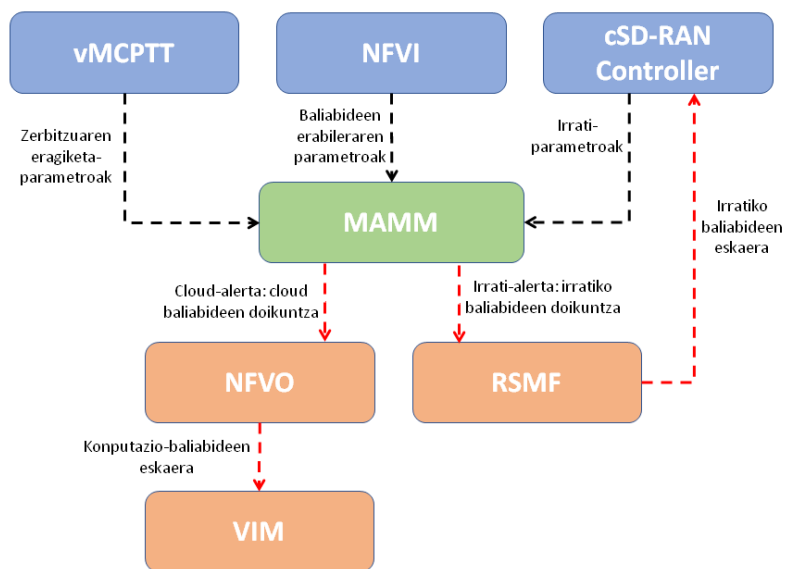 vMCPTT
NFVI
cSD-RAN
Controller
Zerbitzuaren
eragiketa-
parametroak
Baliabideen
erabileraren
parametroak
Irrati-
parametroak
Irratiko
baliabideen
eskaera
MAMM
Cloud-alerta: cloud
baliabideen doikuntza
Irrati-alerta: irratiko
baliabideen doikuntza
NFVO
RSMF
Konputazio-baliabideen
eskaera
VIM